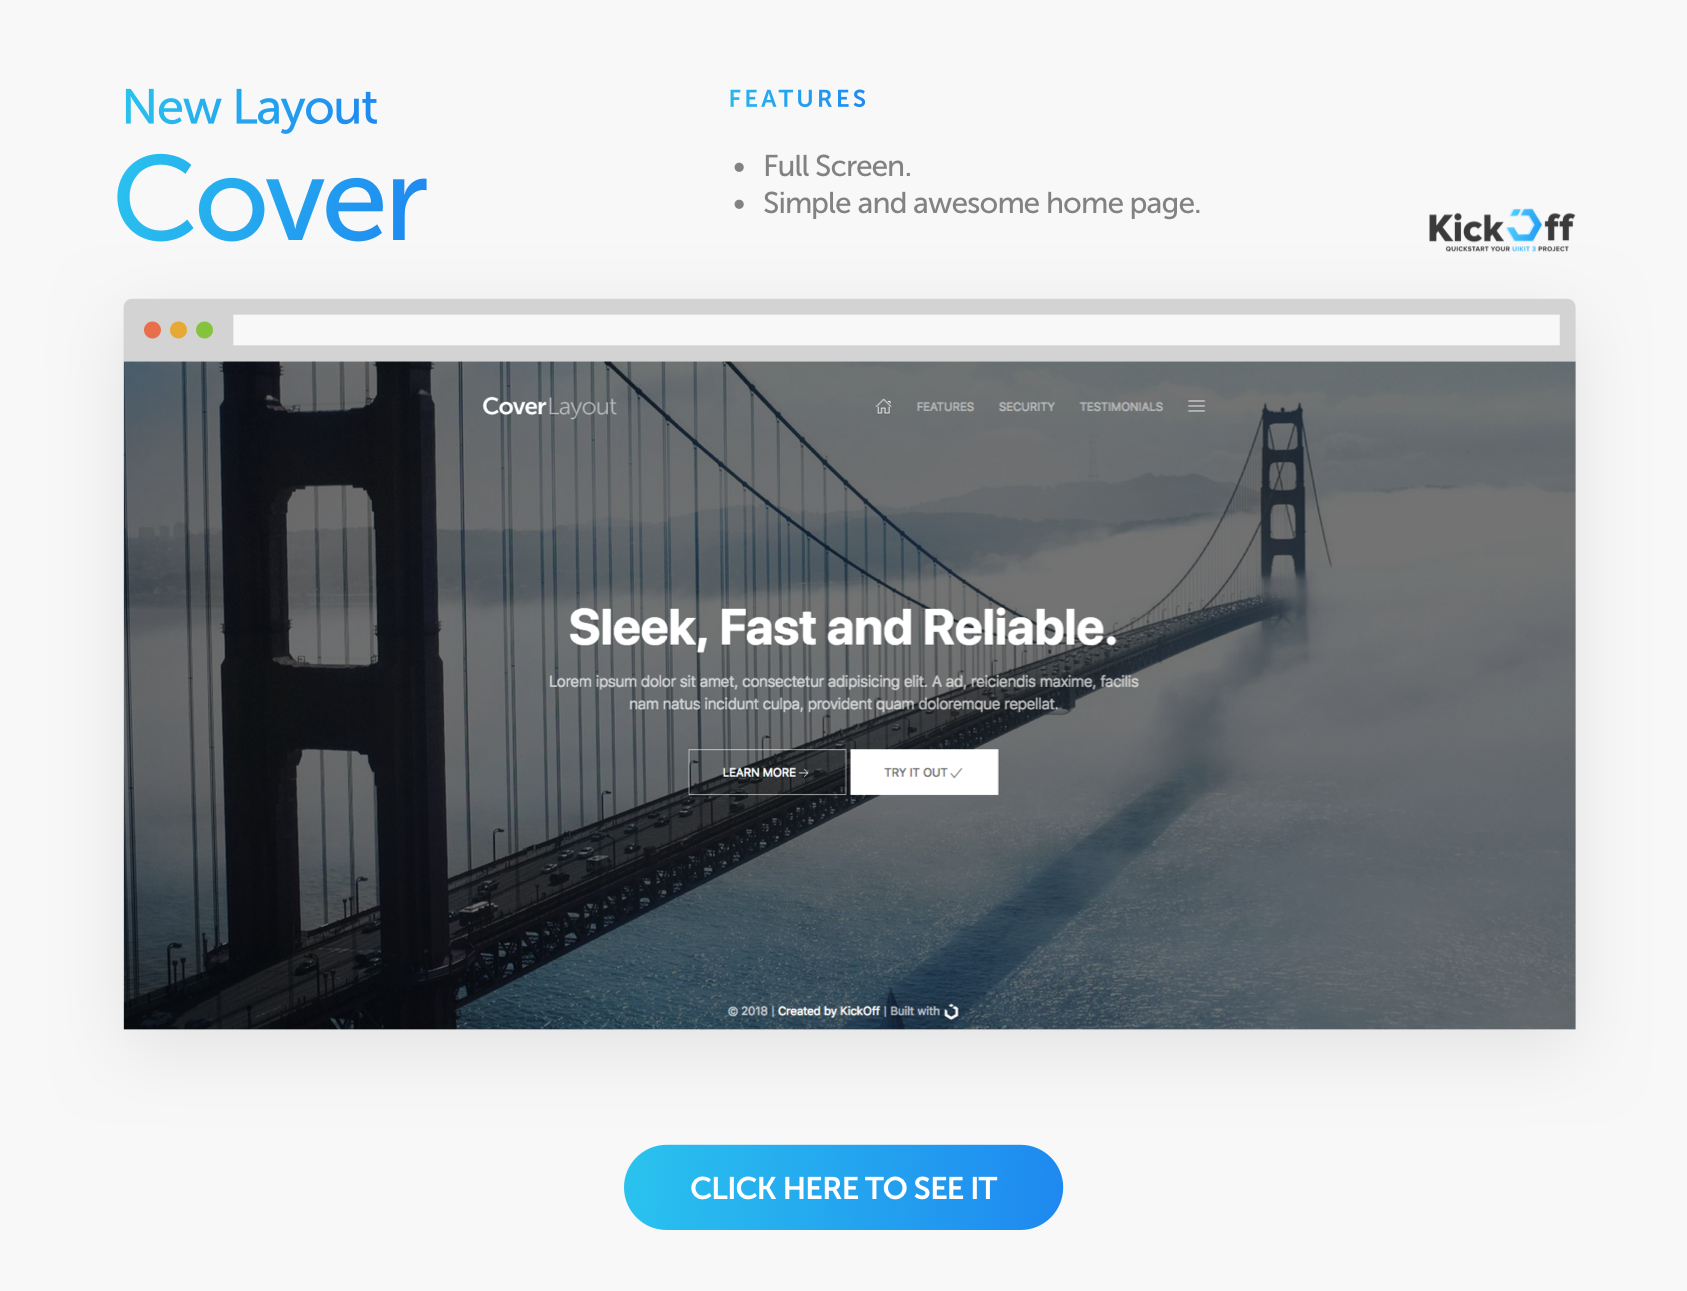 New Layout
Cover
FEATURES
• Full Screen.
• Simple and awesome home page.
KickOff
QUICKSTART YOUR UIKIT 3 PROJECT
CoverLayout
FEATURES SECURITY TESTIMONIALS
Sleek, Fast and Reliable.
Lorem ipsum dolor sit amet, consectetur adipisicing elit. A ad, reiciendis maxime, facilis
nam natus incidunt culpa, provident quam doloremque repellat.
LEARN MORE → TRY IT OUT ✓
© 2018 | Created by KickOff | Built with
CLICK HERE TO SEE IT